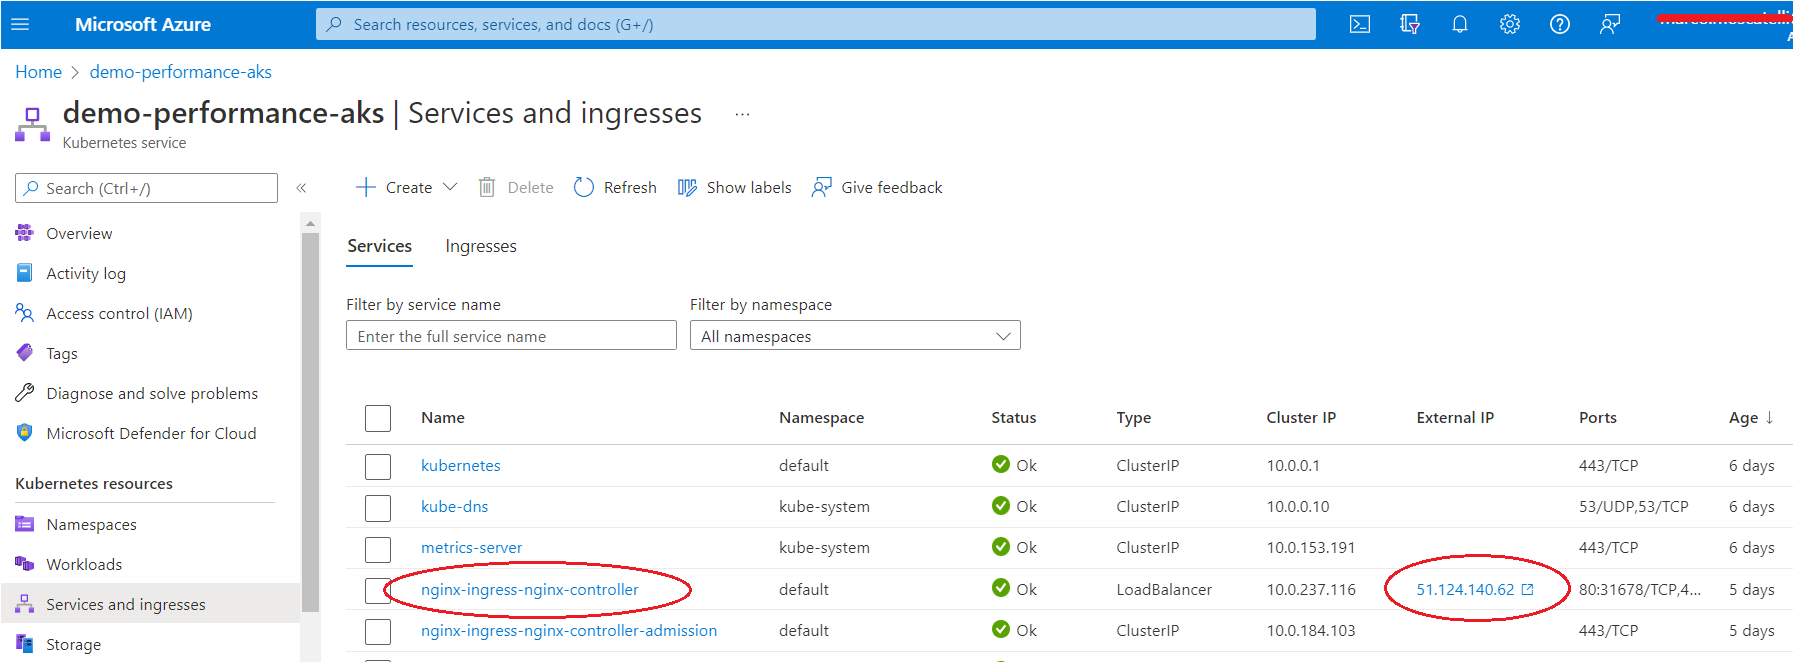 Microsoft Azure
Search resources, services, and docs (G+/)
Home > demo-performance-aks
demo-performance-aks | Services and ingresses ...
Kubernetes service
Search (Ctrl+/) «
Create Delete Refresh Show labels Give feedback
Overview
Activity log
Access control (IAM)
Tags
Diagnose and solve problems
Microsoft Defender for Cloud
Kubernetes resources
Namespaces
Workloads
Services and ingresses
Storage
Services Ingresses
Filter by service name Filter by namespace
Enter the full service name All namespaces
Name Namespace Status Type Cluster IP External IP Ports Age ↓
kubernetes default Ok ClusterIP 10.0.0.1 443/TCP 6 days
kube-dns kube-system Ok ClusterIP 10.0.0.10 53/UDP,53/TCP 6 days
metrics-server kube-system Ok ClusterIP 10.0.153.191 443/TCP 6 days
nginx-ingress-nginx-controller default Ok LoadBalancer 10.0.237.116 51.124.140.62 80:31678/TCP,4... 5 days
nginx-ingress-nginx-controller-admission default Ok ClusterIP 10.0.184.103 443/TCP 5 days